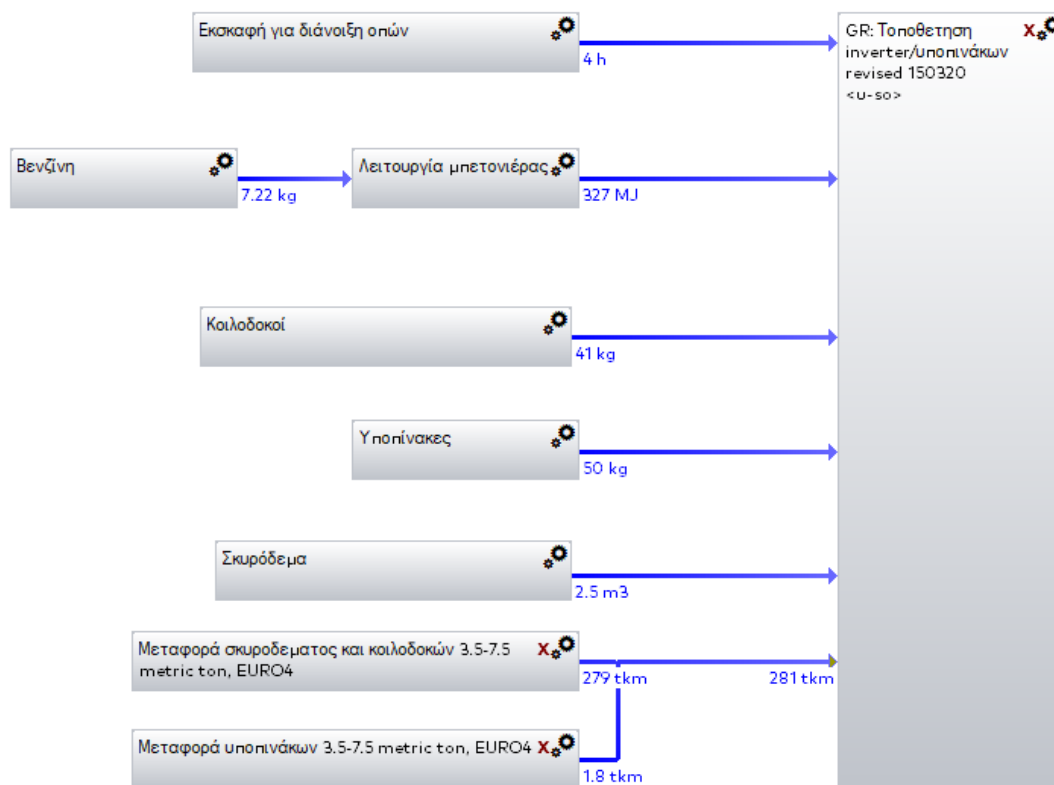 Εκσκαφή για διάνοιξη οπών
4 h
GR: Τοποθετηση
inverter/υποπινάκων
revised 150320
<u-so>
X
Βενζίνη
7.22 kg
Λειτουργία μπετονιέρας
327 MJ
Κοιλοδοκοί
41 kg
Υποπίνακες
50 kg
Σκυρόδεμα
2.5 m3
Μεταφορά σκυροδεματος και κοιλοδοκών 3.5-7.5
metric ton, EURO4
X
279 tkm
281 tkm
Μεταφορά υποπινάκων 3.5-7.5 metric ton, EURO4
X
1.8 tkm